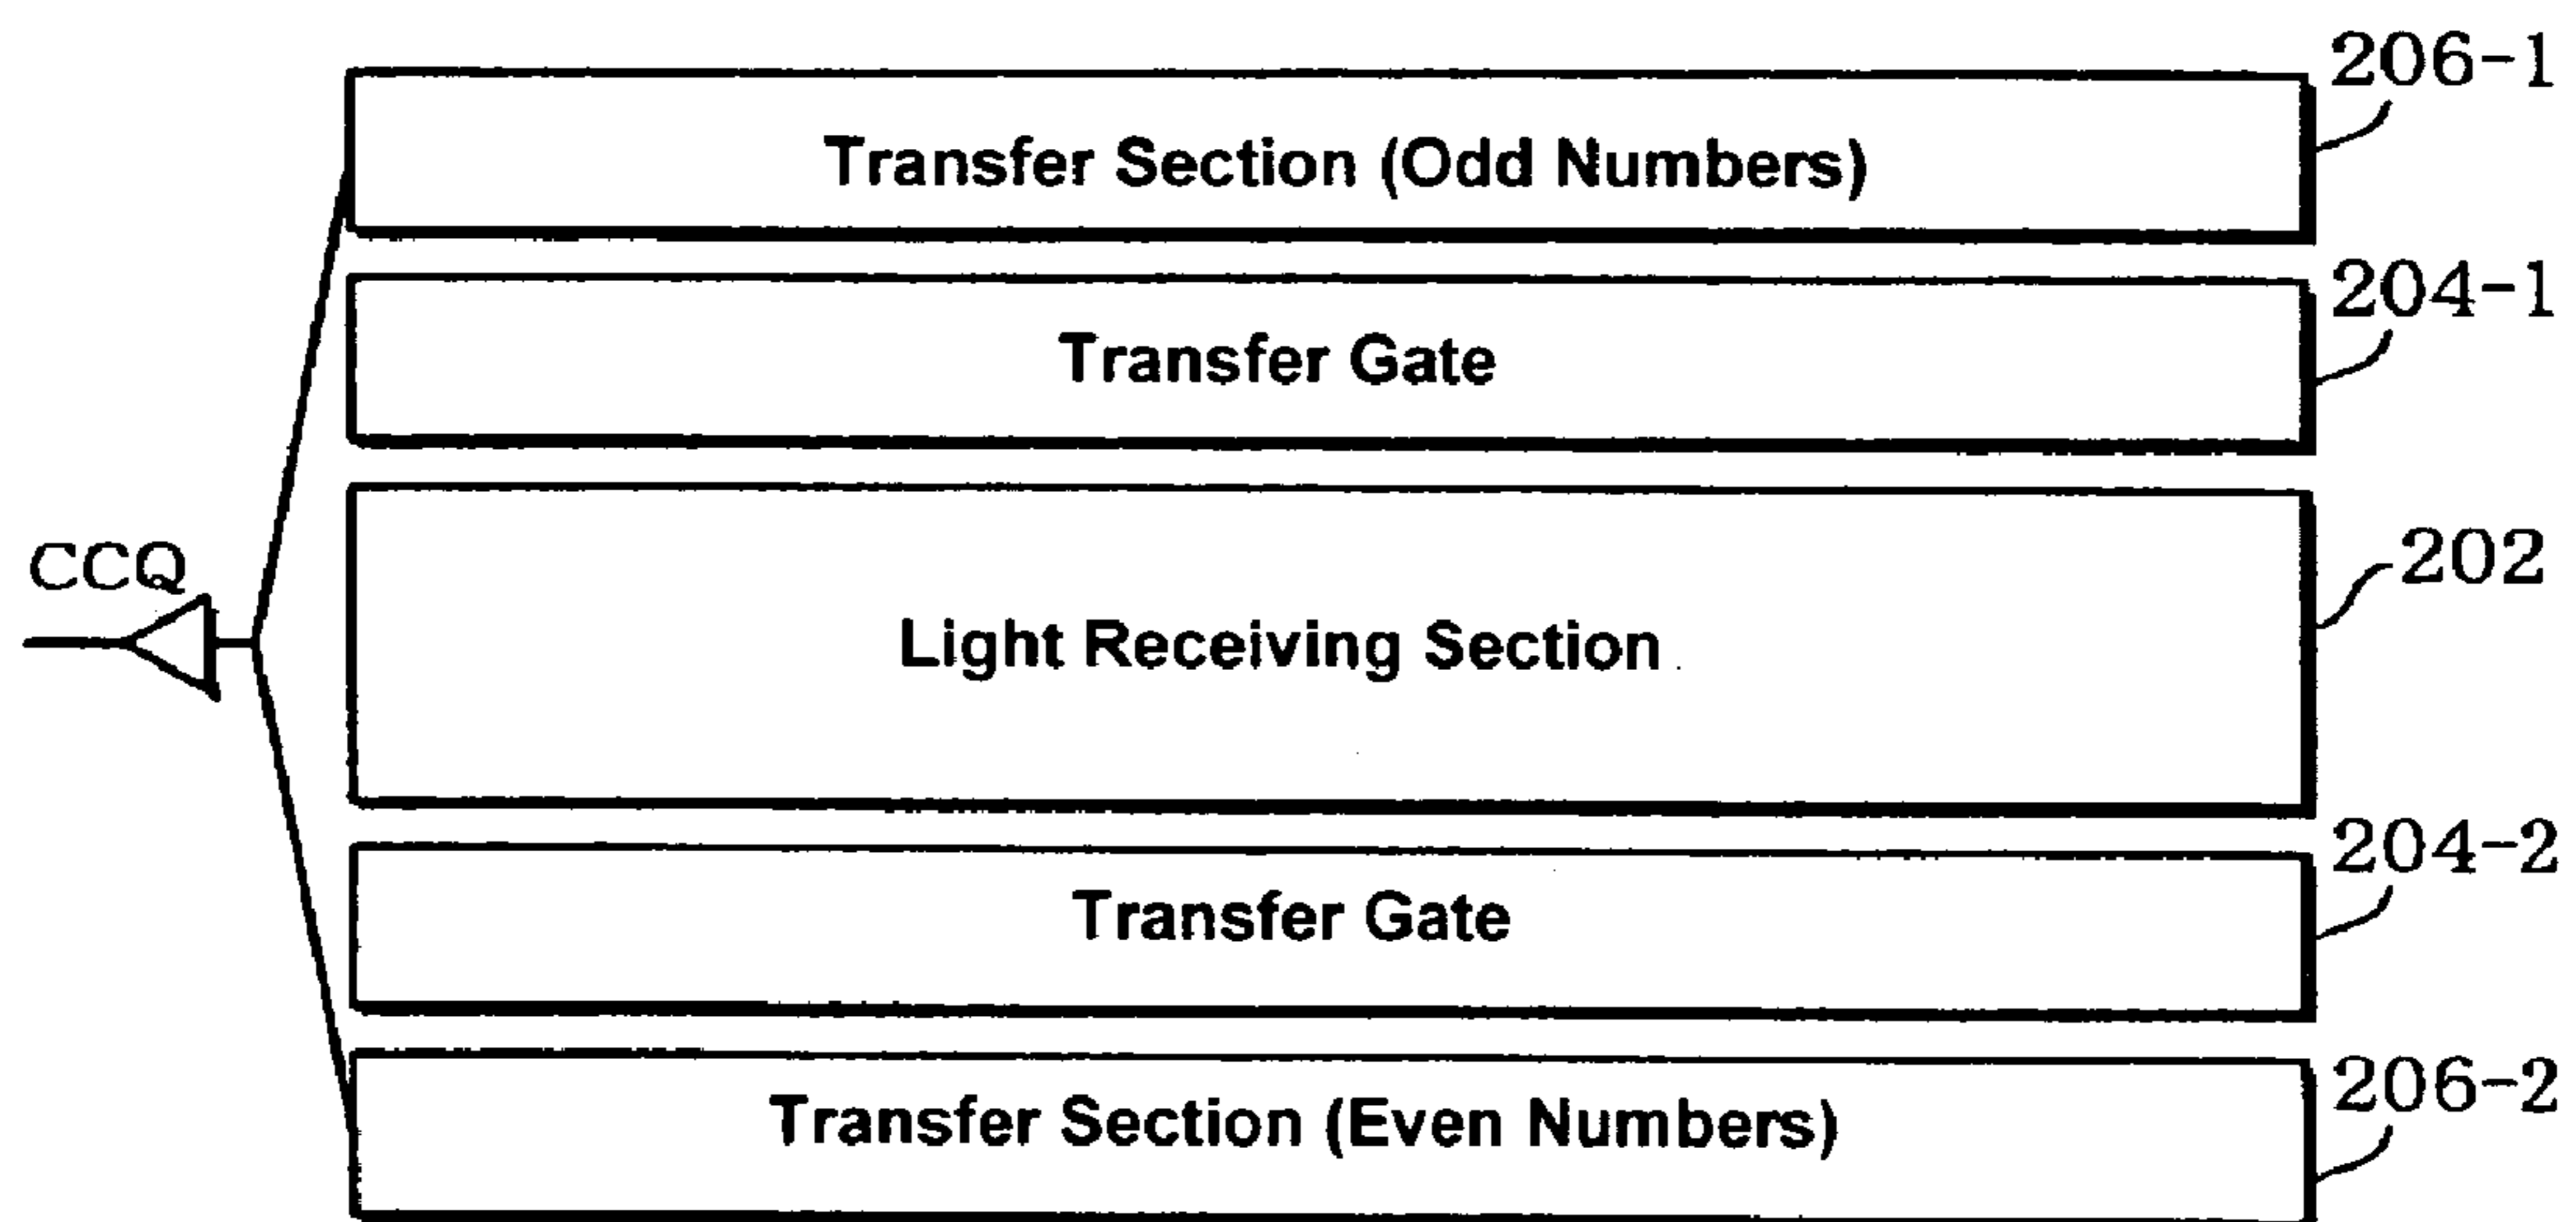 206-1
Transfer Section (Odd Numbers)
204-1
Transfer Gate
CCQ
202
Light Receiving Section
204-2
Transfer Gate
206-2
Transfer Section (Even Numbers)